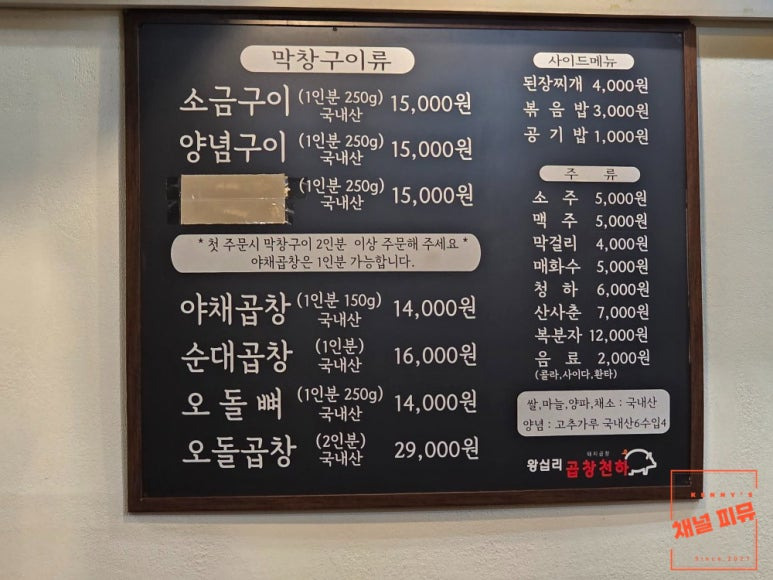 막창구이류
소금구이 (1인분 250g) 국내산 15,000원
양념구이 (1인분 250g) 국내산 15,000원
(1인분 250g) 국내산 15,000원
* 첫 주문시 막창구이 2인분 이상 주문해 주세요 *
야채곱창은 1인분 가능합니다.
야채곱창 (1인분 150g) 국내산 14,000원
순대곱창 (1인분) 국내산 16,000원
오돌뼈 (1인분 250g) 국내산 14,000원
오돌곱창 (2인분) 국내산 29,000원
사이드메뉴
된장찌개 4,000원
볶음밥 3,000원
공기밥 1,000원
주류
소주 5,000원
맥주 5,000원
막걸리 4,000원
매화수 5,000원
청하 6,000원
산사춘 7,000원
복분자 12,000원
음료 2,000원
(콜라,사이다,환타)
쌀,마늘,양파,채소 : 국내산
양념 : 고추가루 국내산6수입4
돼지곱창
왕십리 곱창천하
KENNY'S
채널 피뮤
Since.2021